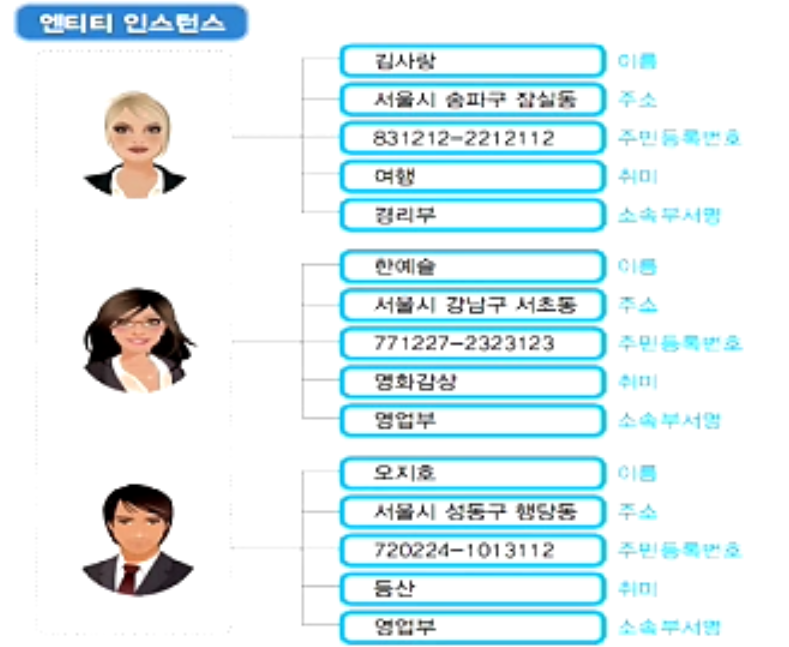 엔티티 인스턴스
김사랑 이름
서울시 송파구 잠실동 주소
831212-2212112 주민등록번호
여행 취미
경리부 소속부서명
한예슬 이름
서울시 강남구 서초동 주소
771227-2323123 주민등록번호
영화감상 취미
영업부 소속부서명
오지호 이름
서울시 성동구 행당동 주소
720224-1013112 주민등록번호
등산 취미
영업부 소속부서명